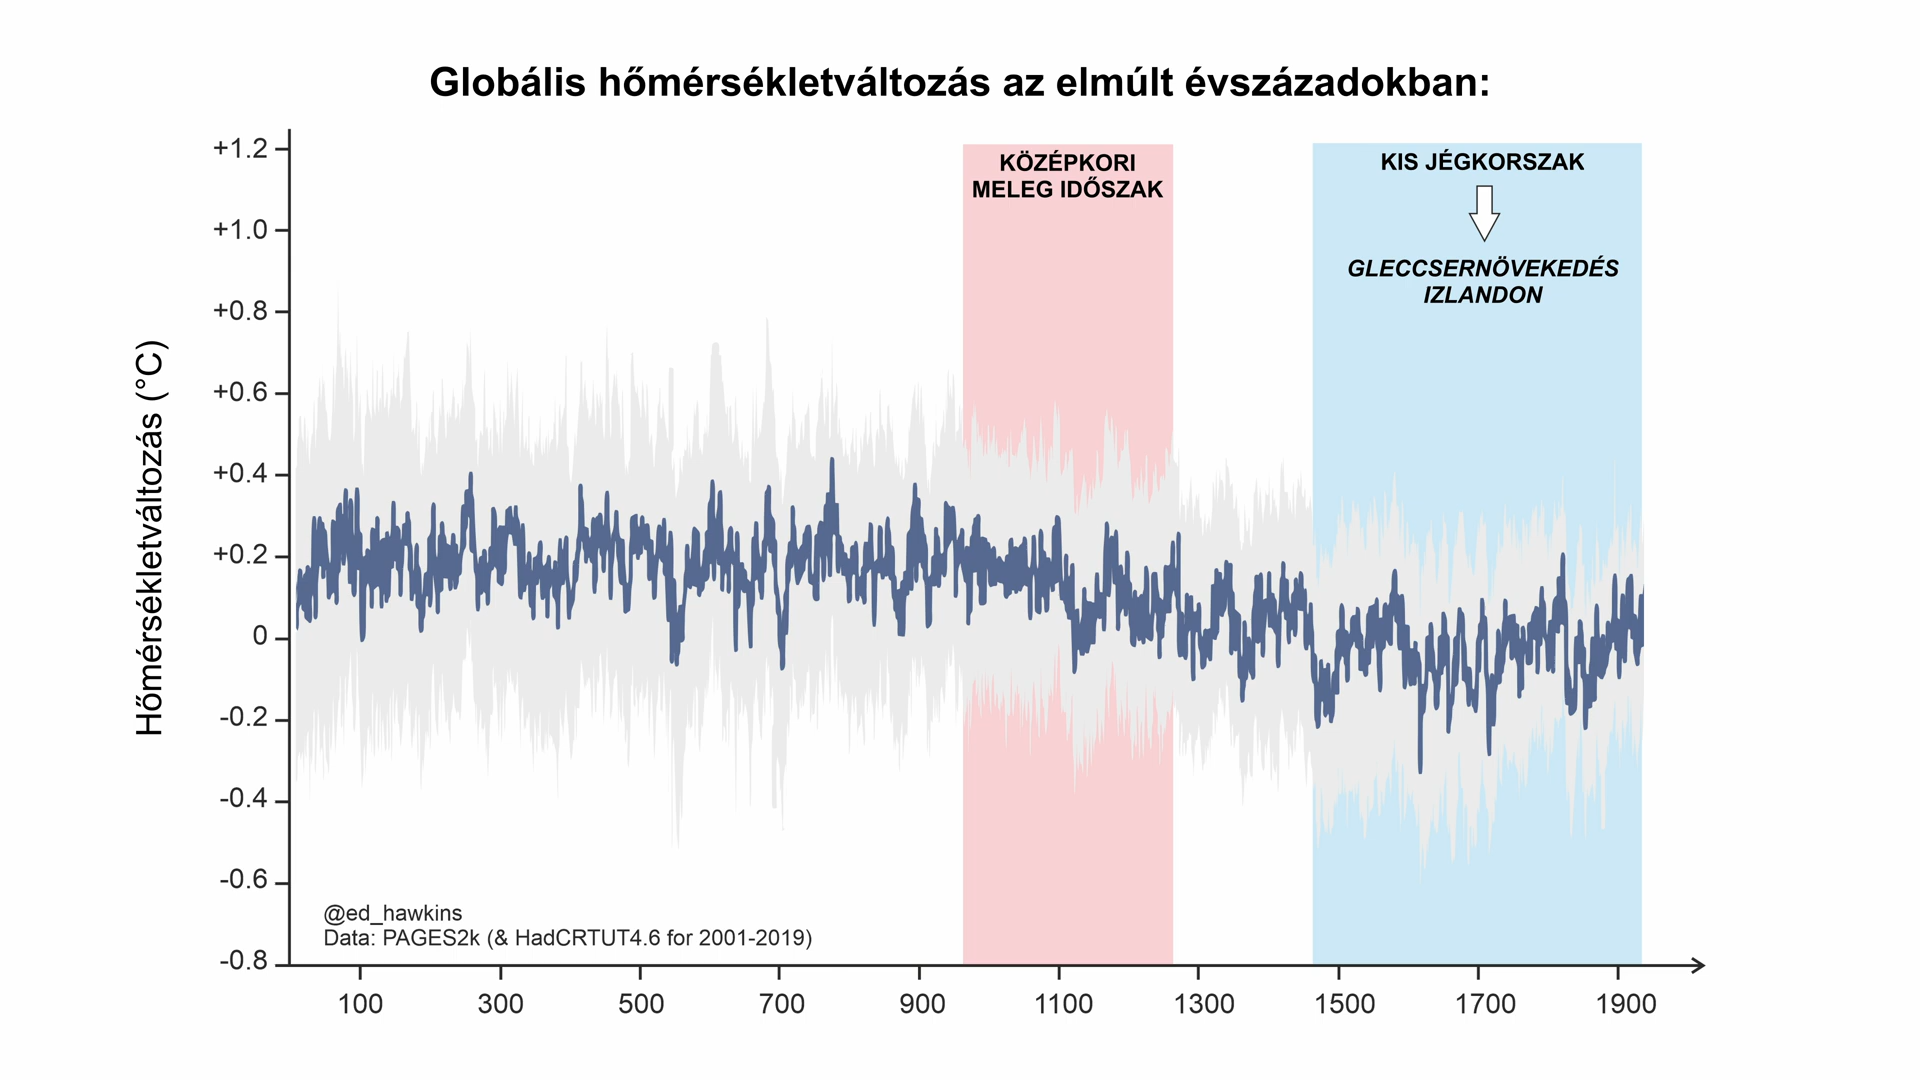 Globális hőmérsékletváltozás az elmúlt évszázadokban:
Hőmérsékletváltozás (°C)
+1.2
+1.0
+0.8
+0.6
+0.4
+0.2
0
-0.2
-0.4
-0.6
-0.8
KÖZÉPKORI
MELEG IDŐSZAK
KIS JÉGKORSZAK
GLECCSERNÖVEKEDÉS
IZLANDON
@ed_hawkins
Data: PAGES2k (& HadCRTUT4.6 for 2001-2019)
100 300 500 700 900 1100 1300 1500 1700 1900